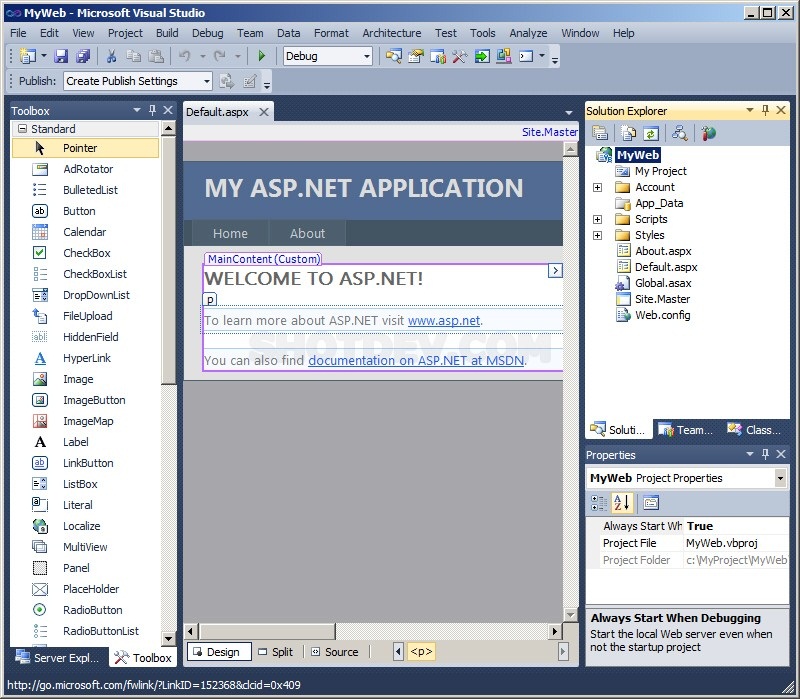 MyWeb - Microsoft Visual Studio
File Edit View Project Build Debug Team Data Format Architecture Test Tools Analyze Window Help
Debug
Publish: Create Publish Settings
Toolbox
Standard
Pointer
AdRotator
BulletedList
Button
Calendar
CheckBox
CheckBoxList
DropDownList
FileUpload
HiddenField
HyperLink
Image
ImageButton
ImageMap
Label
LinkButton
ListBox
Literal
Localize
MultiView
Panel
PlaceHolder
RadioButton
RadioButtonList
Server Expl... Toolbox
Default.aspx
Site.Master
MY ASP.NET APPLICATION
Home About
MainContent (Custom)
WELCOME TO ASP.NET!
p
To learn more about ASP.NET visit www.asp.net.
SHOTDEV.COM
You can also find documentation on ASP.NET at MSDN.
Design Split Source <p>
Solution Explorer
MyWeb
My Project
Account
App_Data
Scripts
Styles
About.aspx
Default.aspx
Global.asax
Site.Master
Web.config
Soluti... Team... Class...
Properties
MyWeb Project Properties
Always Start Wh True
Project File MyWeb.vbproj
Project Folder c:\MyProject\MyWeb
Always Start When Debugging
Start the local Web server even when
not the startup project
http://go.microsoft.com/fwlink/?LinkID=152368&clcid=0x409